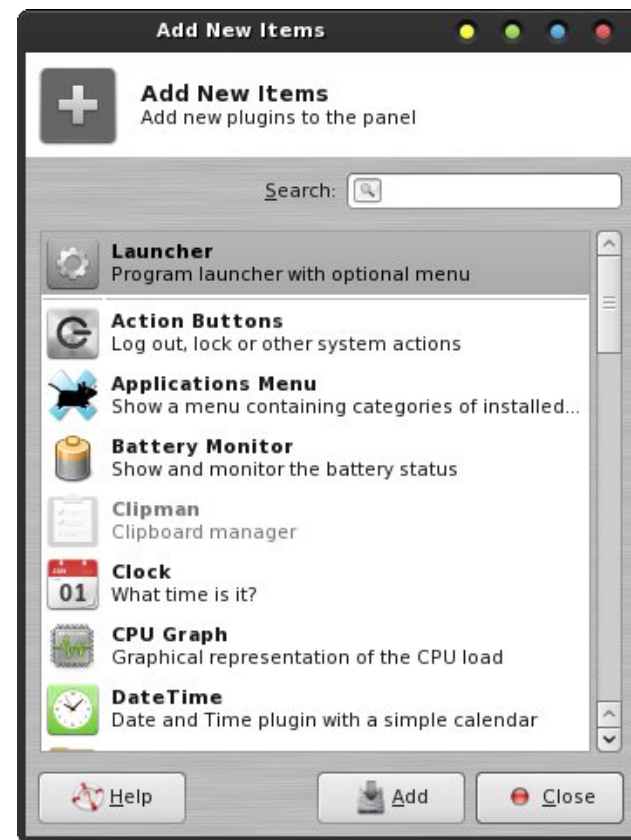 Add New Items
Add New Items
Add new plugins to the panel
Search:
Launcher
Program launcher with optional menu
Action Buttons
Log out, lock or other system actions
Applications Menu
Show a menu containing categories of installed...
Battery Monitor
Show and monitor the battery status
Clipman
Clipboard manager
Clock
01 What time is it?
CPU Graph
Graphical representation of the CPU load
DateTime
Date and Time plugin with a simple calendar
Help Add Close